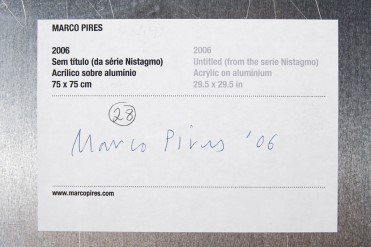 MARCO PIRES
2006
Sem título (da série Nistagmo)
Acrílico sobre alumínio
75 x 75 cm
2006
Untitled (from the serie Nistagmo)
Acrylic on aluminium
29.5 x 29.5 in
28
Marco Pires '06
www.marcopires.com